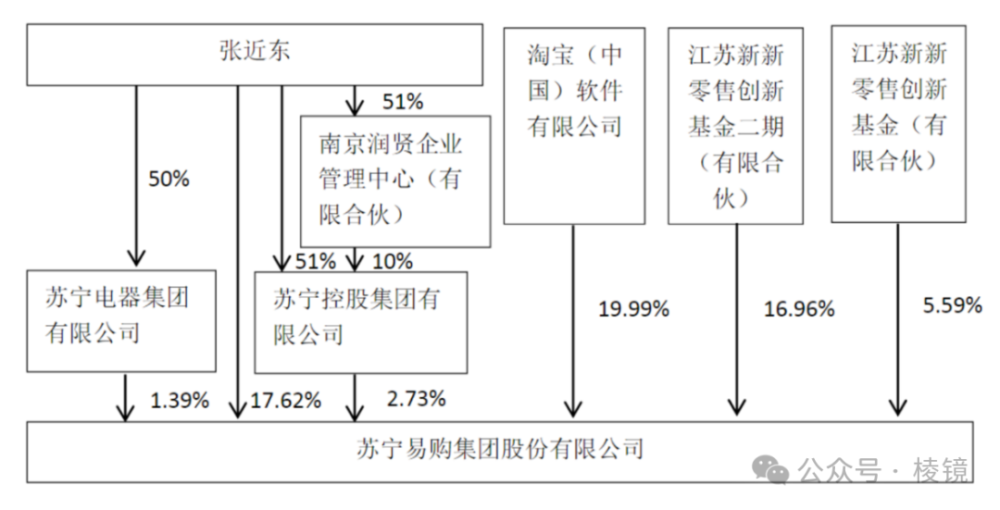 张近东
淘宝（中
国）软件
有限公司
江苏新新
零售创新
基金二期
（有限合
伙）
江苏新新
零售创新
基金（有
限合伙）
51%
南京润贤企业
管理中心（有
限合伙）
50%
51%
10%
苏宁电器集团
有限公司
苏宁控股集团有
限公司
19.99%
16.96%
5.59%
1.39%
17.62%
2.73%
苏宁易购集团股份有限公司
公众号·棱镜